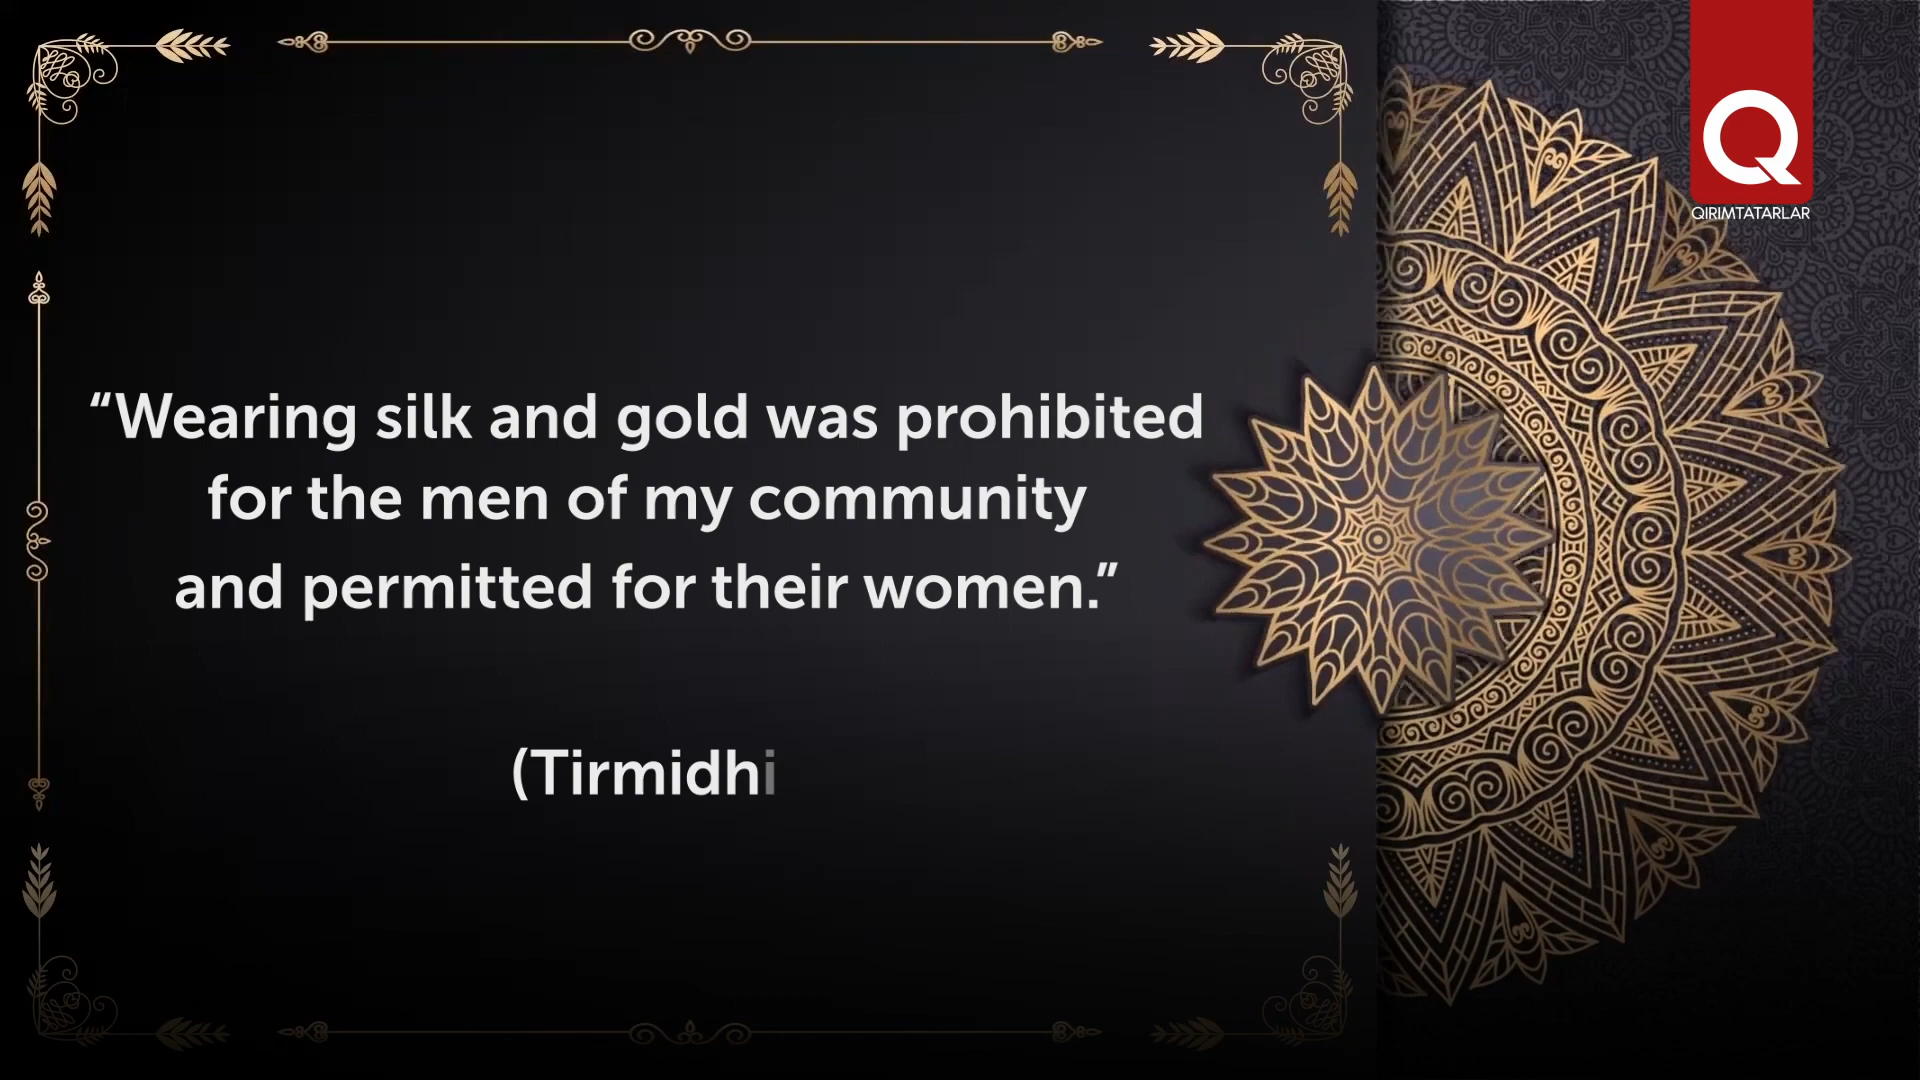 “Wearing silk and gold was prohibited
for the men of my community
and permitted for their women.”
(Tirmidhi
Q
QIRIMTATARLAR